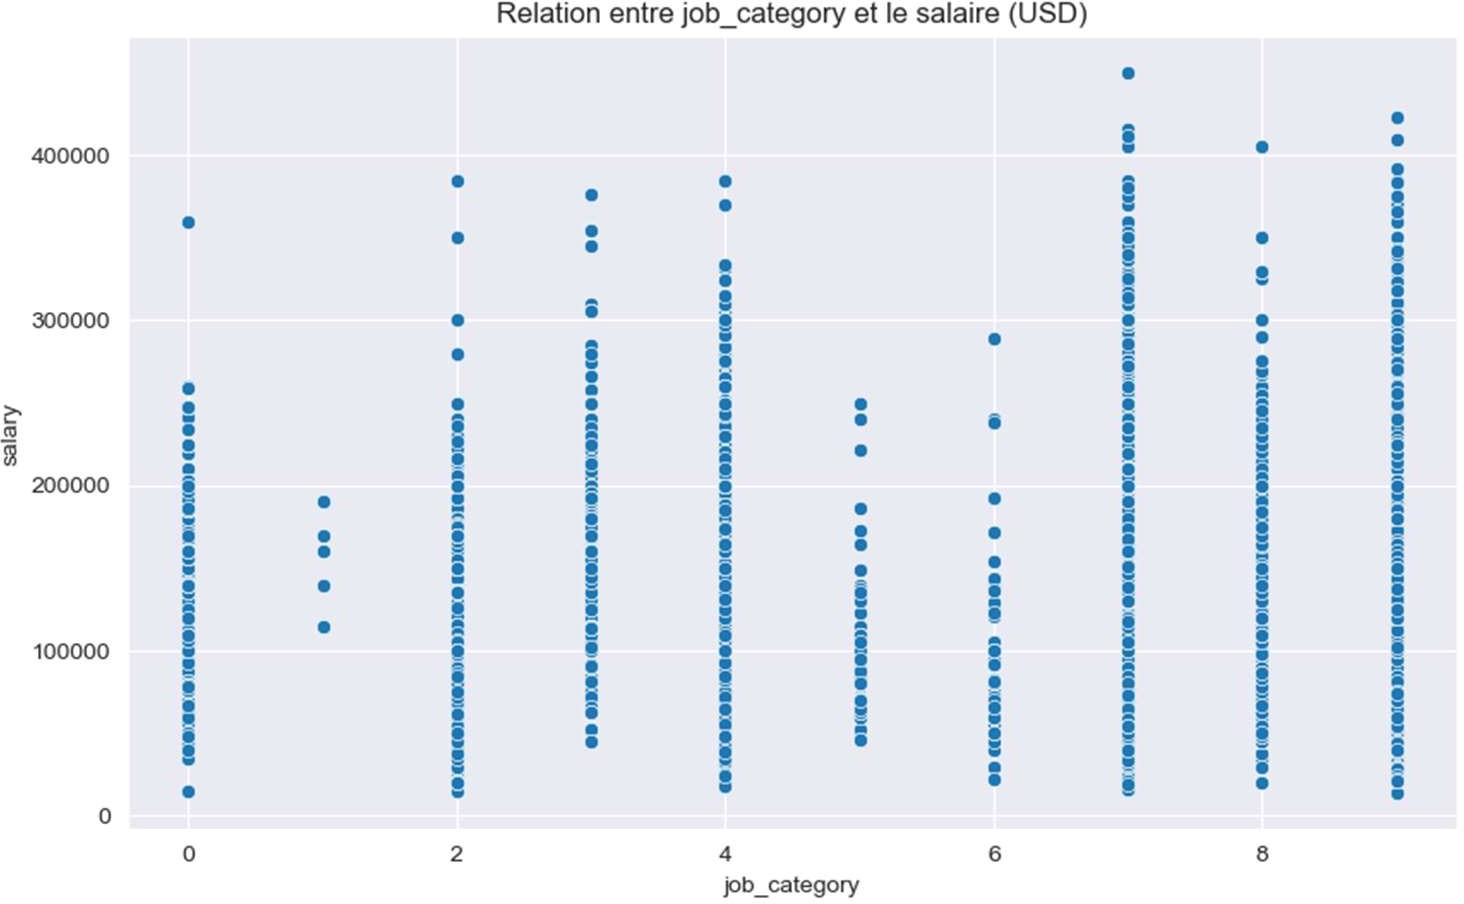 Relation entre job_category et le salaire (USD)
400000
300000
200000
100000
0
salary
0 2 4 6 8
job_category